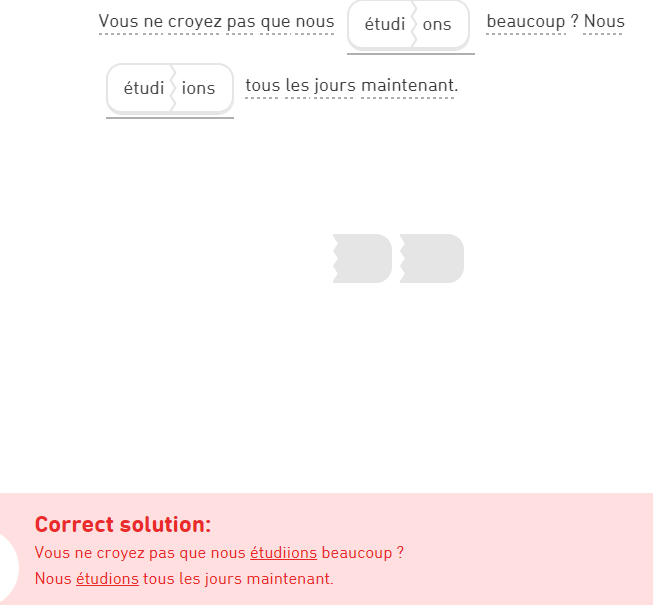 Vous ne croyez pas que nous étudi ons beaucoup ? Nous
étudi ions tous les jours maintenant.
Correct solution:
Vous ne croyez pas que nous étudiions beaucoup ?
Nous étudions tous les jours maintenant.